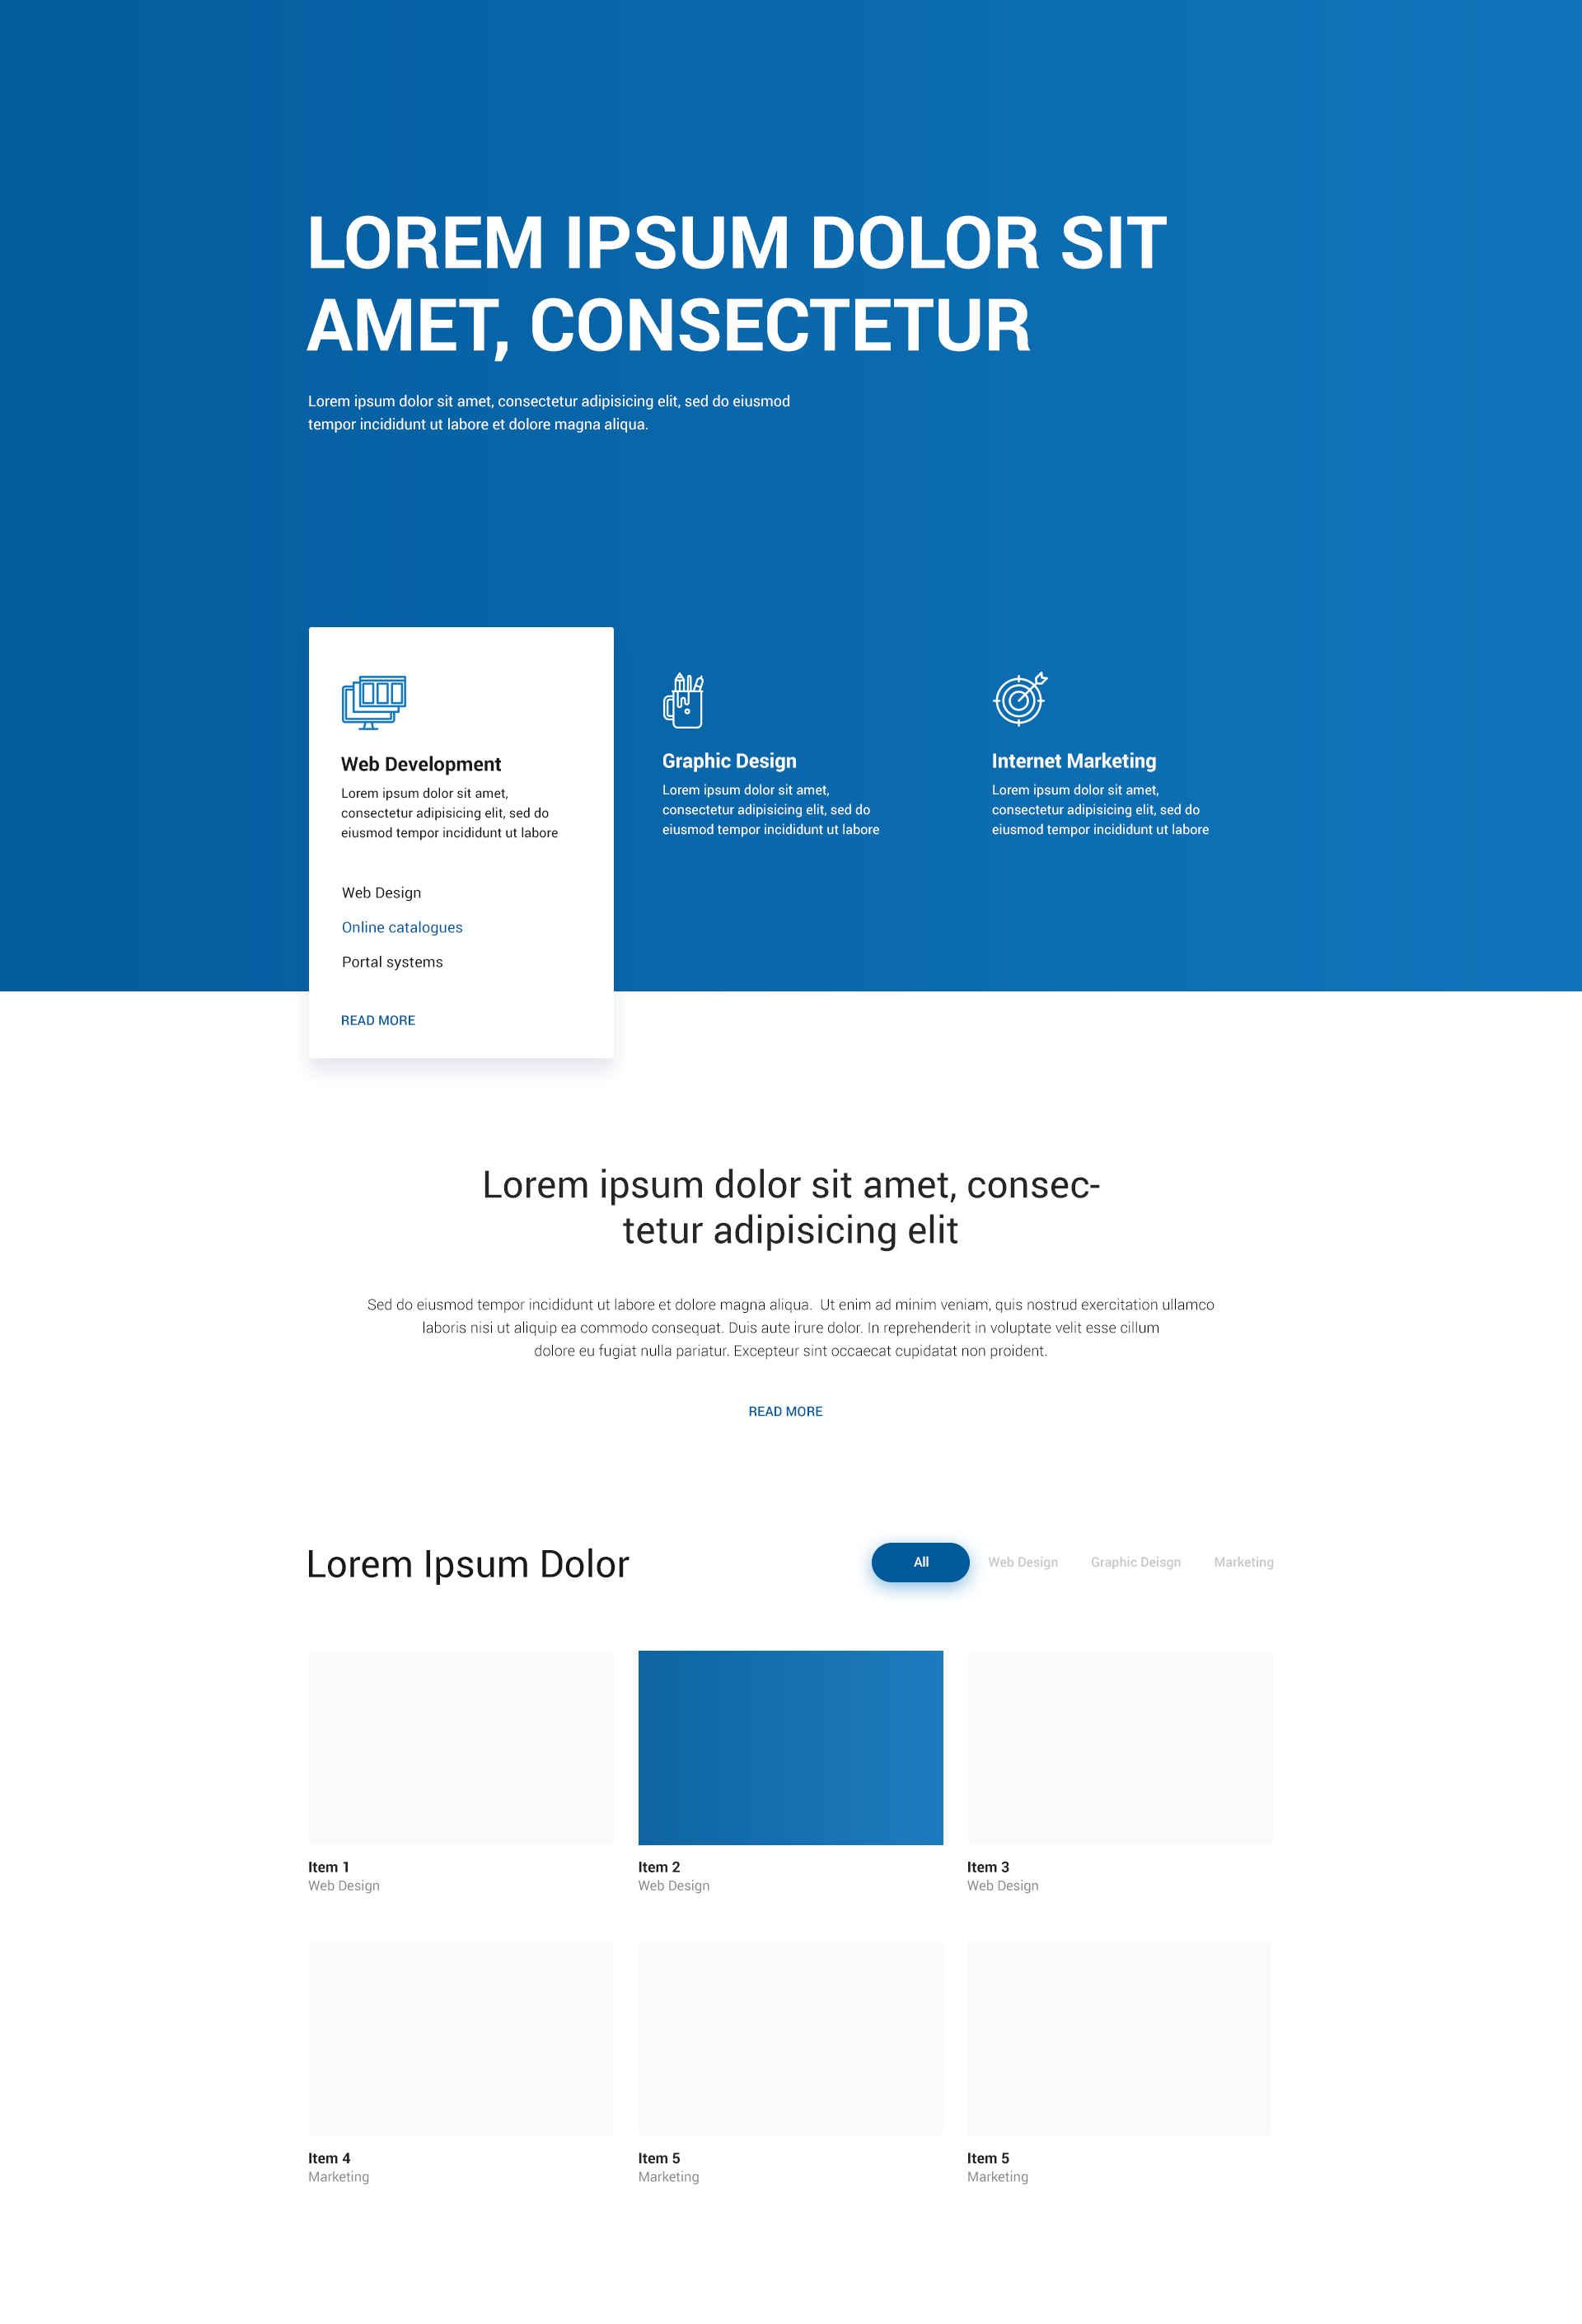 LOREM IPSUM DOLOR SIT
AMET, CONSECTETUR
Lorem ipsum dolor sit amet, consectetur adipisicing elit, sed do eiusmod
tempor incididunt ut labore et dolore magna aliqua.
Web Development
Lorem ipsum dolor sit amet,
consectetur adipisicing elit, sed do
eiusmod tempor incididunt ut labore
Web Design
Online catalogues
Portal systems
READ MORE
Graphic Design
Lorem ipsum dolor sit amet,
consectetur adipisicing elit, sed do
eiusmod tempor incididunt ut labore
Internet Marketing
Lorem ipsum dolor sit amet,
consectetur adipisicing elit, sed do
eiusmod tempor incididunt ut labore
Lorem ipsum dolor sit amet, consec-
tetur adipisicing elit
Sed do eiusmod tempor incididunt ut labore et dolore magna aliqua.  Ut enim ad minim veniam, quis nostrud exercitation ullamco
laboris nisi ut aliquip ea commodo consequat. Duis aute irure dolor. In reprehenderit in voluptate velit esse cillum
dolore eu fugiat nulla pariatur. Excepteur sint occaecat cupidatat non proident.
READ MORE
Lorem Ipsum Dolor
All
Web Design
Graphic Deisgn
Marketing
Item 1
Web Design
Item 2
Web Design
Item 3
Web Design
Item 4
Marketing
Item 5
Marketing
Item 5
Marketing